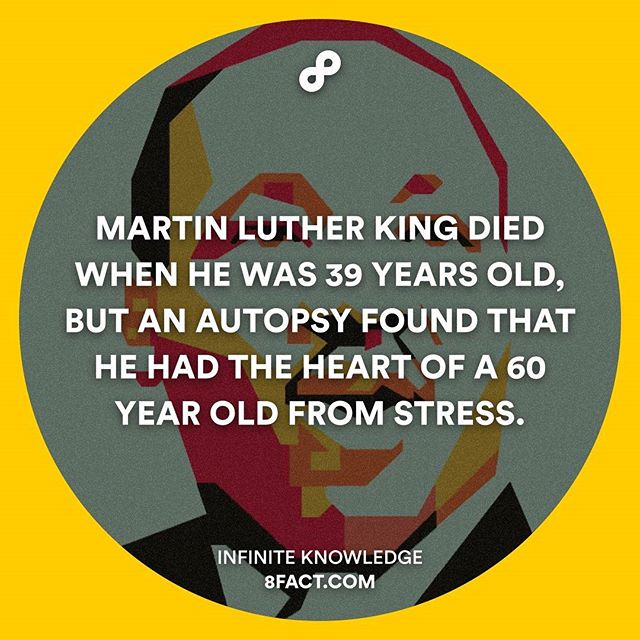 MARTIN LUTHER KING DIED
WHEN HE WAS 39 YEARS OLD,
BUT AN AUTOPSY FOUND THAT
HE HAD THE HEART OF A 60
YEAR OLD FROM STRESS.
INFINITE KNOWLEDGE
8FACT.COM